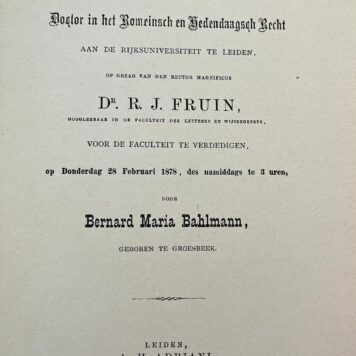 Doctor in het Romeinsch en Hedendaagsch Recht
AAN DE RIJKSUNIVERSITEIT TE LEIDEN,
OP GEZAG VAN DEN RECTOR MAGNIFICUS
DR. R. J. FRUIN,
HOOGLEERAAR IN DE FACULTEIT DER LETTEREN EN WIJSBEGEERTE,
VOOR DE FACULTEIT TE VERDEDIGEN,
op Donderdag 28 Februari 1878, des namiddags te 3 uren,
DOOR
Bernard Maria Bahlmann,
GEBOREN TE GROESBEEK.
LEIDEN,
A. H. ADRIANI